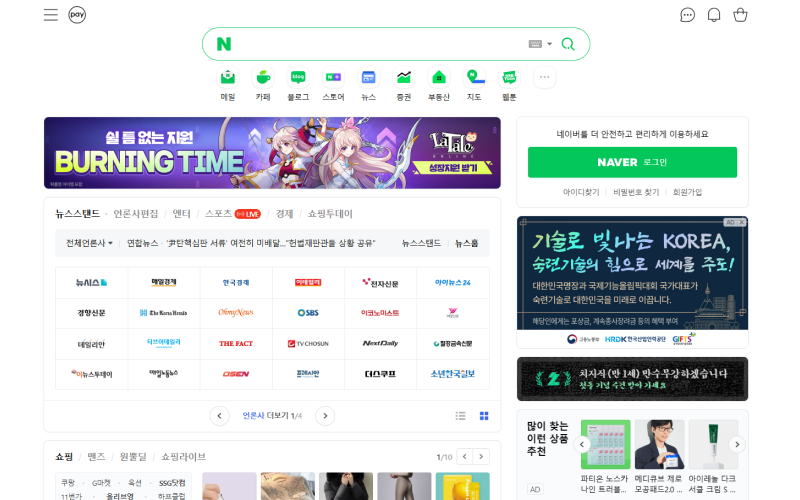 pay
N
메일
카페
블로그
스토어
뉴스
증권
부동산
지도
웹툰
쉴 틈 없는 지원
BURNING TIME
LaTale
ONLINE
성장지원 받기
네이버를 더 안전하고 편리하게 이용하세요
NAVER 로그인
아이디찾기 비밀번호 찾기 회원가입
뉴스스탠드 · 언론사편집 / 엔터 / 스포츠 LIVE / 경제 / 쇼핑투데이
전체언론사 연합뉴스 · '尹탄핵심판 서류' 여전히 미배달…"헌법재판관들 상황 공유" 뉴스스탠드 뉴스홈
뉴시스 매일경제 한국경제 이데일리 전자신문 아이뉴스24
경향신문 The Korea Herald OhmyNews SBS 이코노미스트
데일리안 디브이데일리 THE FACT TV CHOSUN NextDaily 철강금속신문
이뉴스투데이 매일노동뉴스 OSEN 프레시안 더스쿠프 소년한국일보
언론사 더보기 1/4
AD X
기술로 빛나는 KOREA,
숙련기술의 힘으로 세계를 주도!
대한민국명장과 국제기능올림픽대회 국가대표가
숙련기술로 대한민국을 미래로 이끕니다.
해당인에게는 포상금, 계속종사장려금 등의 혜택 부여
고용노동부 HRDK 한국산업인력공단 GIFTS
치지직 (만 1세) 만수무강하겠습니다
쇼핑 / 맨즈 / 원쁠딜 / 쇼핑라이브
1/10
쿠팡 · G마켓 · 옥션 · SSG닷컴
11번가 · 올리브영 · 하프클럽
많이 찾는
이런 상품
추천
AD
파티온 노스카
나인 트러블…
메디큐브 제로
모공패드2.0 …
아이레놀 다크
서클 크림 S …